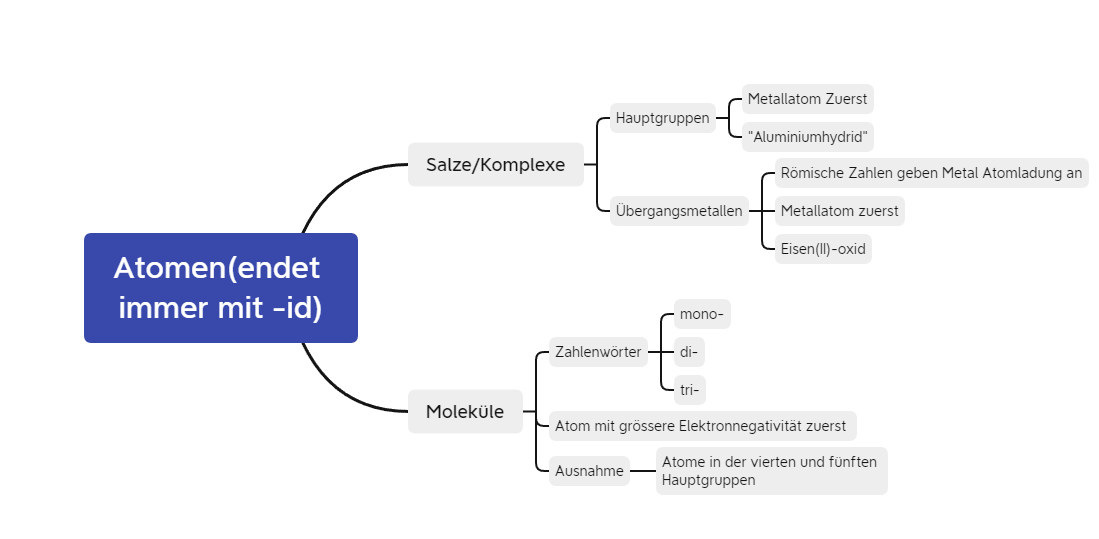 Atomen(endet
immer mit -id)
Salze/Komplexe
Hauptgruppen
Metallatom Zuerst
"Aluminiumhydrid"
Übergangsmetallen
Römische Zahlen geben Metal Atomladung an
Metallatom zuerst
Eisen(II)-oxid
Moleküle
Zahlenwörter
mono-
di-
tri-
Atom mit grössere Elektronnegativität zuerst
Ausnahme
Atome in der vierten und fünften
Hauptgruppen